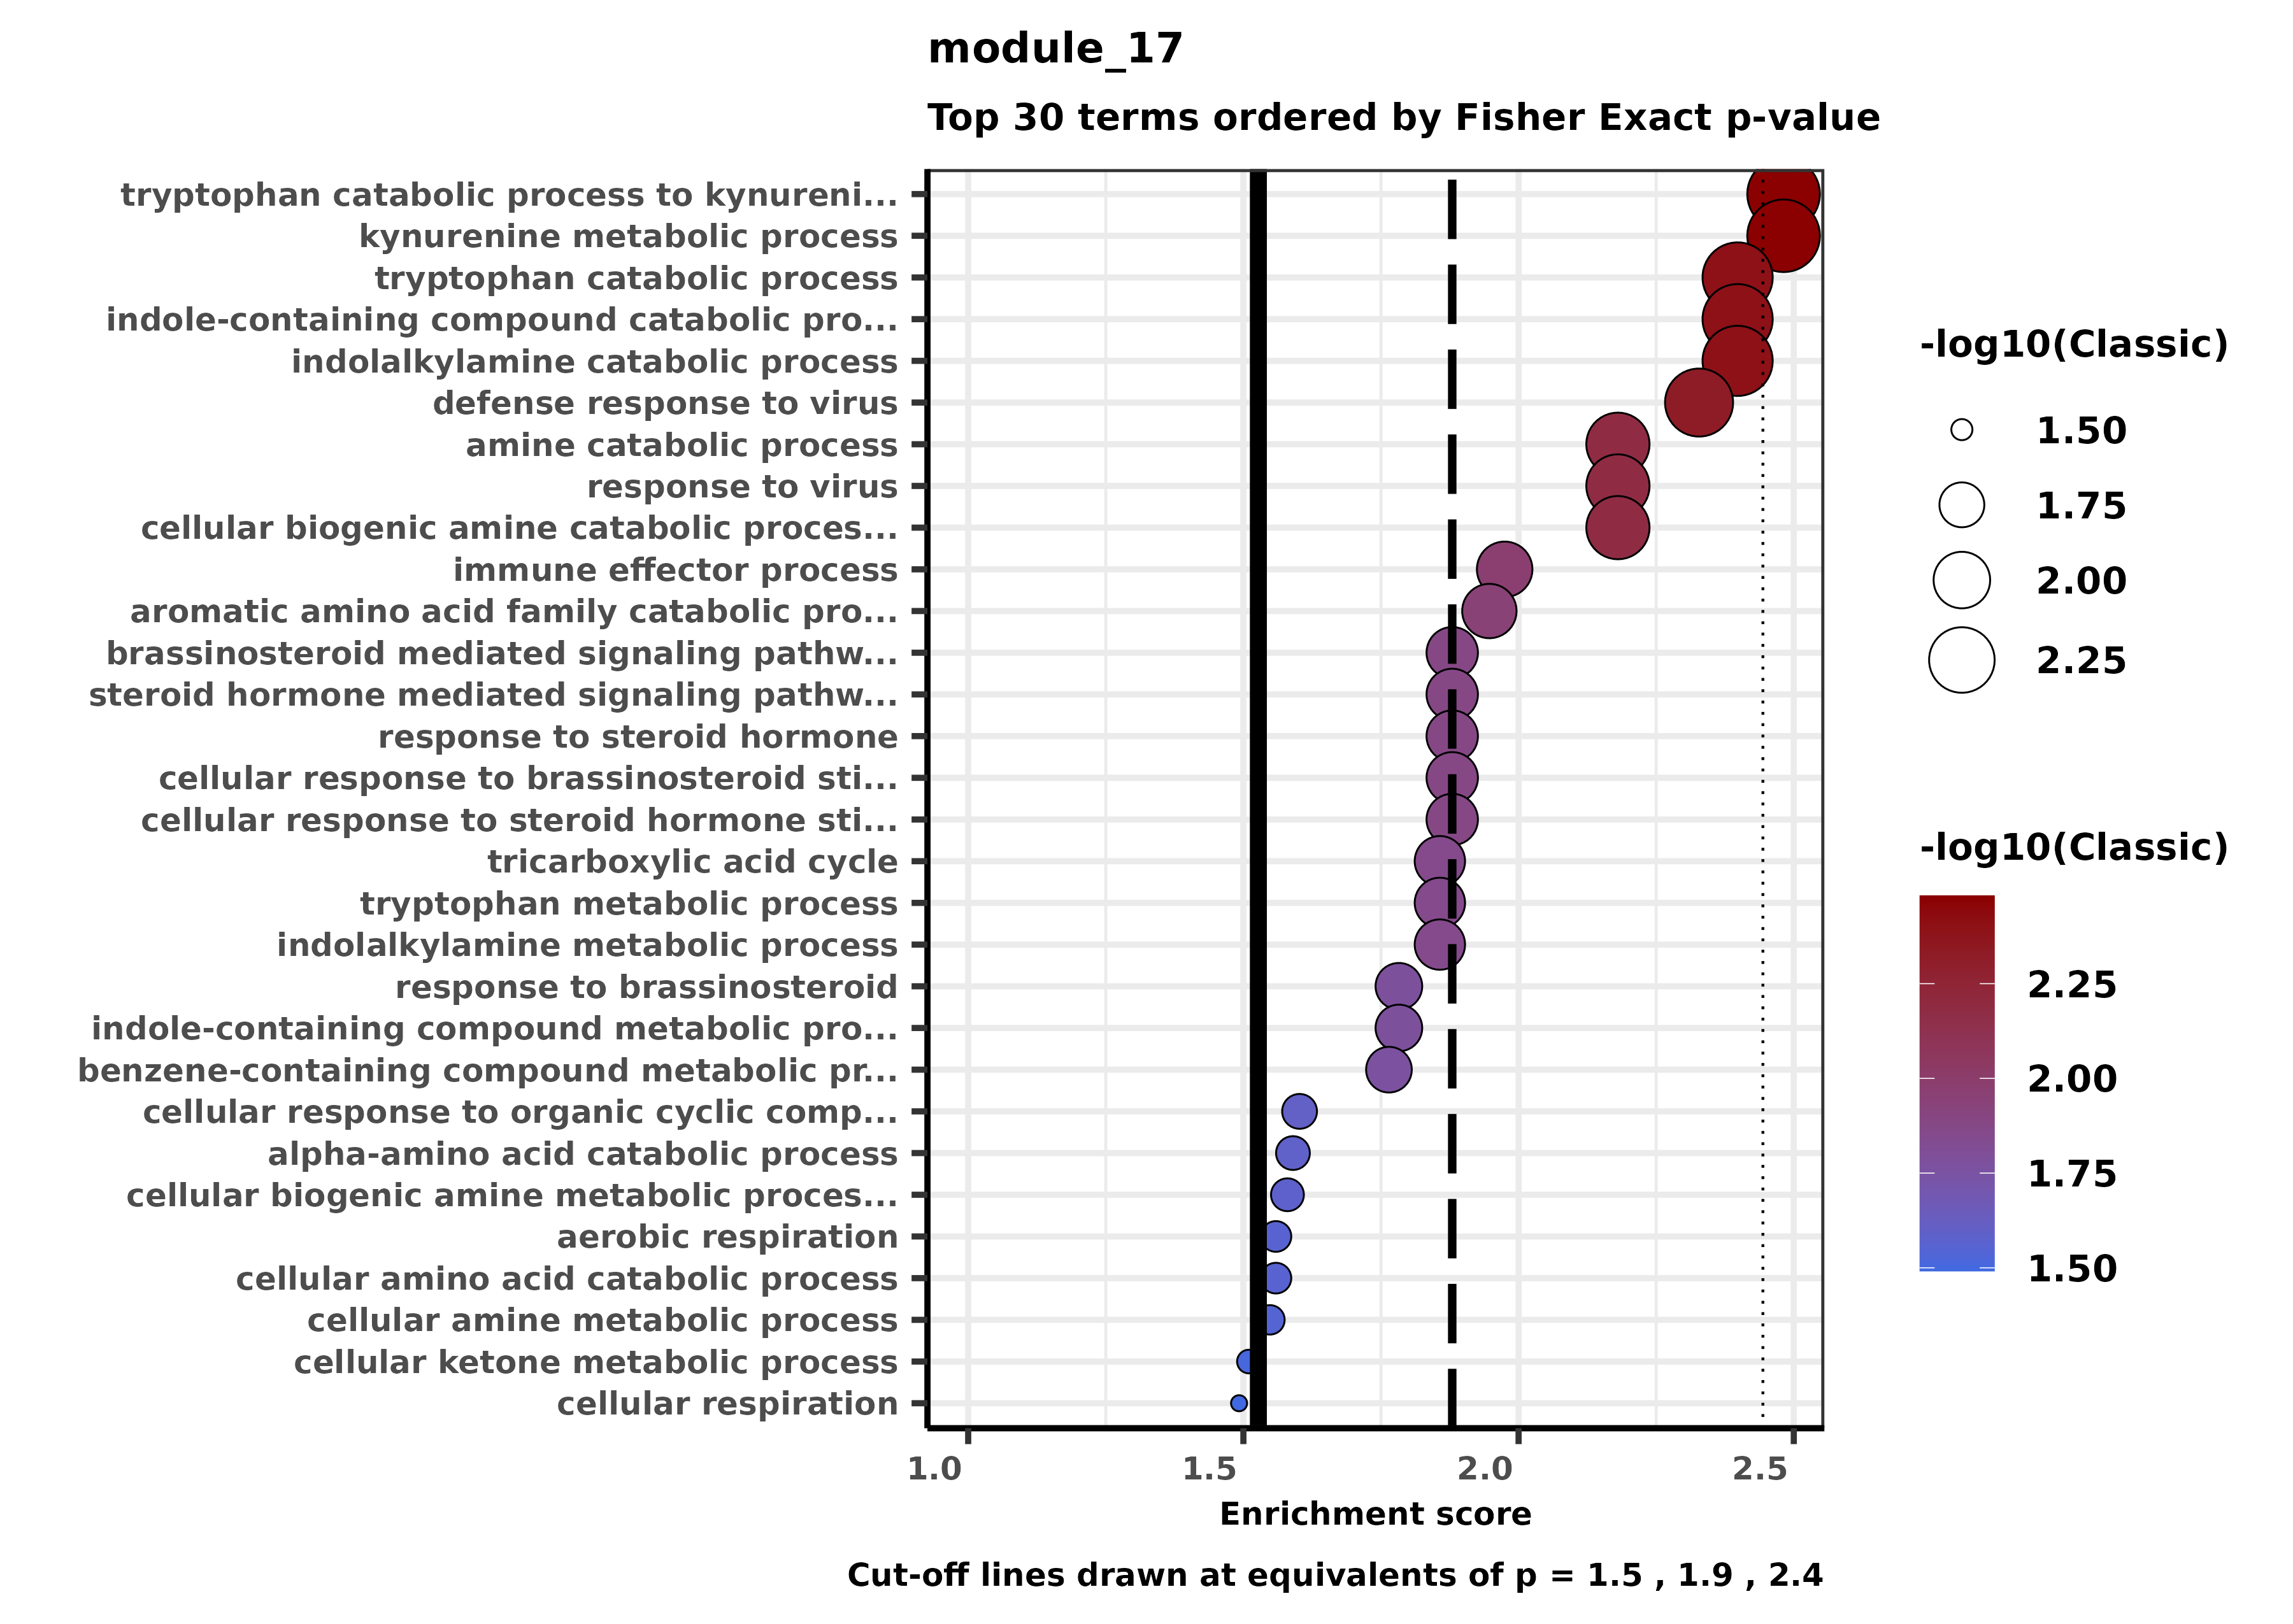 module_17
Top 30 terms ordered by Fisher Exact p-value
tryptophan catabolic process to kynureni...
kynurenine metabolic process
tryptophan catabolic process
indole-containing compound catabolic pro...
indolalkylamine catabolic process
defense response to virus
amine catabolic process
response to virus
cellular biogenic amine catabolic proces...
immune effector process
aromatic amino acid family catabolic pro...
brassinosteroid mediated signaling pathw...
steroid hormone mediated signaling pathw...
response to steroid hormone
cellular response to brassinosteroid sti...
cellular response to steroid hormone sti...
tricarboxylic acid cycle
tryptophan metabolic process
indolalkylamine metabolic process
response to brassinosteroid
indole-containing compound metabolic pro...
benzene-containing compound metabolic pr...
cellular response to organic cyclic comp...
alpha-amino acid catabolic process
cellular biogenic amine metabolic proces...
aerobic respiration
cellular amino acid catabolic process
cellular amine metabolic process
cellular ketone metabolic process
cellular respiration
1.0 1.5 2.0 2.5
Enrichment score
Cut-off lines drawn at equivalents of p = 1.5 , 1.9 , 2.4
-log10(Classic)
1.50
1.75
2.00
2.25
-log10(Classic)
2.25
2.00
1.75
1.50